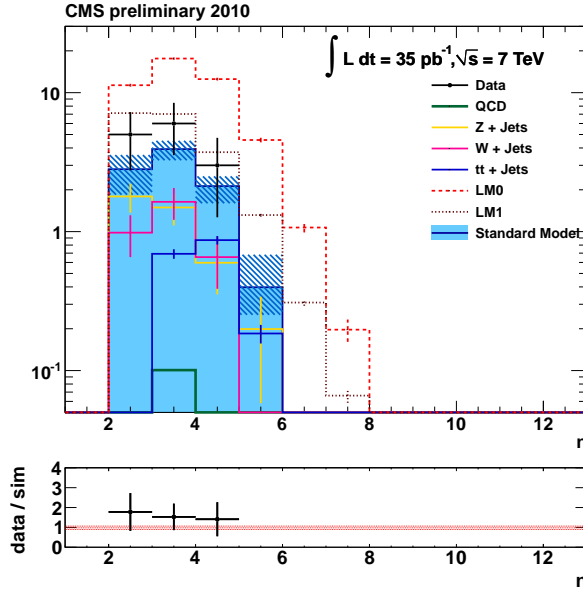 CMS preliminary 2010
∫ L dt = 35 pb⁻¹, √s = 7 TeV
Data
QCD
Z + Jets
W + Jets
tt + Jets
LM0
LM1
Standard Model
10
1
10⁻¹
2 4 6 8 10 12
n
data / sim
4
3
2
1
0
2 4 6 8 10 12
n